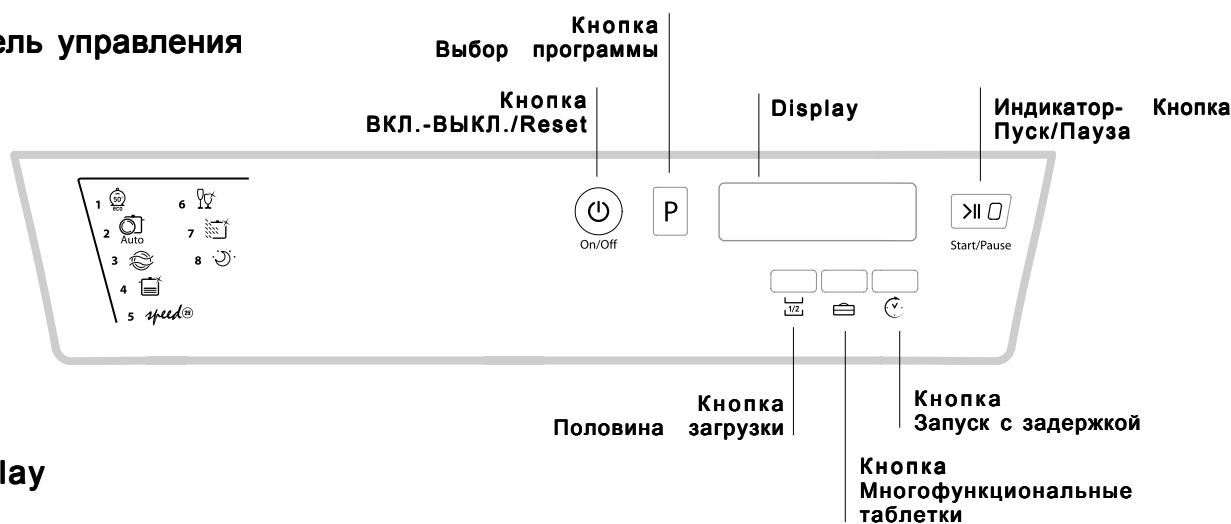 ель управления
Кнопка
Выбор программы
Кнопка
ВКЛ.-ВЫКЛ./Reset
Display
Индикатор- Кнопка
Пуск/Пауза
1 50° eco
2 Auto
3
4
5 speed 25'
6
7
8
On/Off
P
Start/Pause
1/2
Кнопка
Половина загрузки
Кнопка
Запуск с задержкой
Кнопка
Многофункциональные
таблетки
lay